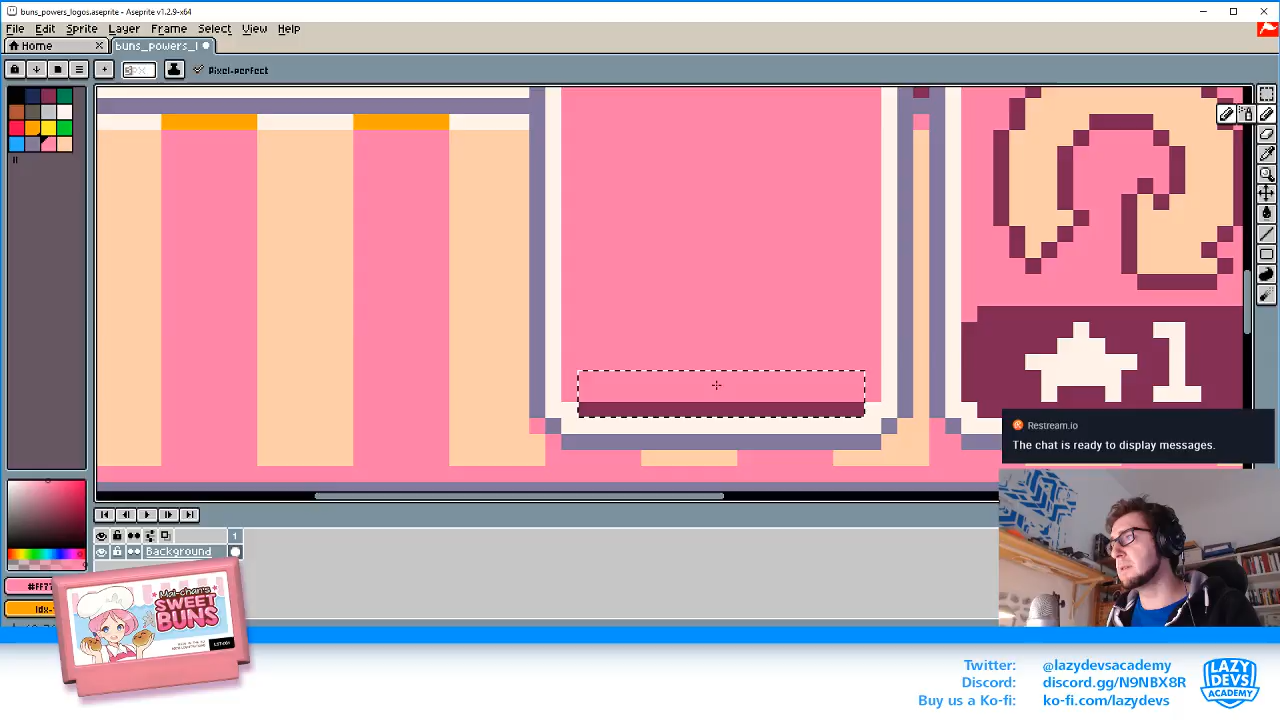 buns_powers_logos.aseprite - Aseprite v1.2.9-x64
File Edit Sprite Layer Frame Select View Help
Home
buns_powers_l
Pixel-perfect
1
Restream.io
The chat is ready to display messages.
1
Background
#FF77
Idx-
Mai-chan's
SWEET
BUNS
Twitter: @lazydevsacademy
Discord: discord.gg/N9NBX8R
Buy us a Ko-fi: ko-fi.com/lazydevs
LAZY
DEVS
ACADEMY